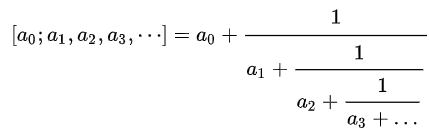 [a₀; a₁, a₂, a₃, ⋯] = a₀ + 1
a₁ + 1
a₂ + 1
a₃ + …